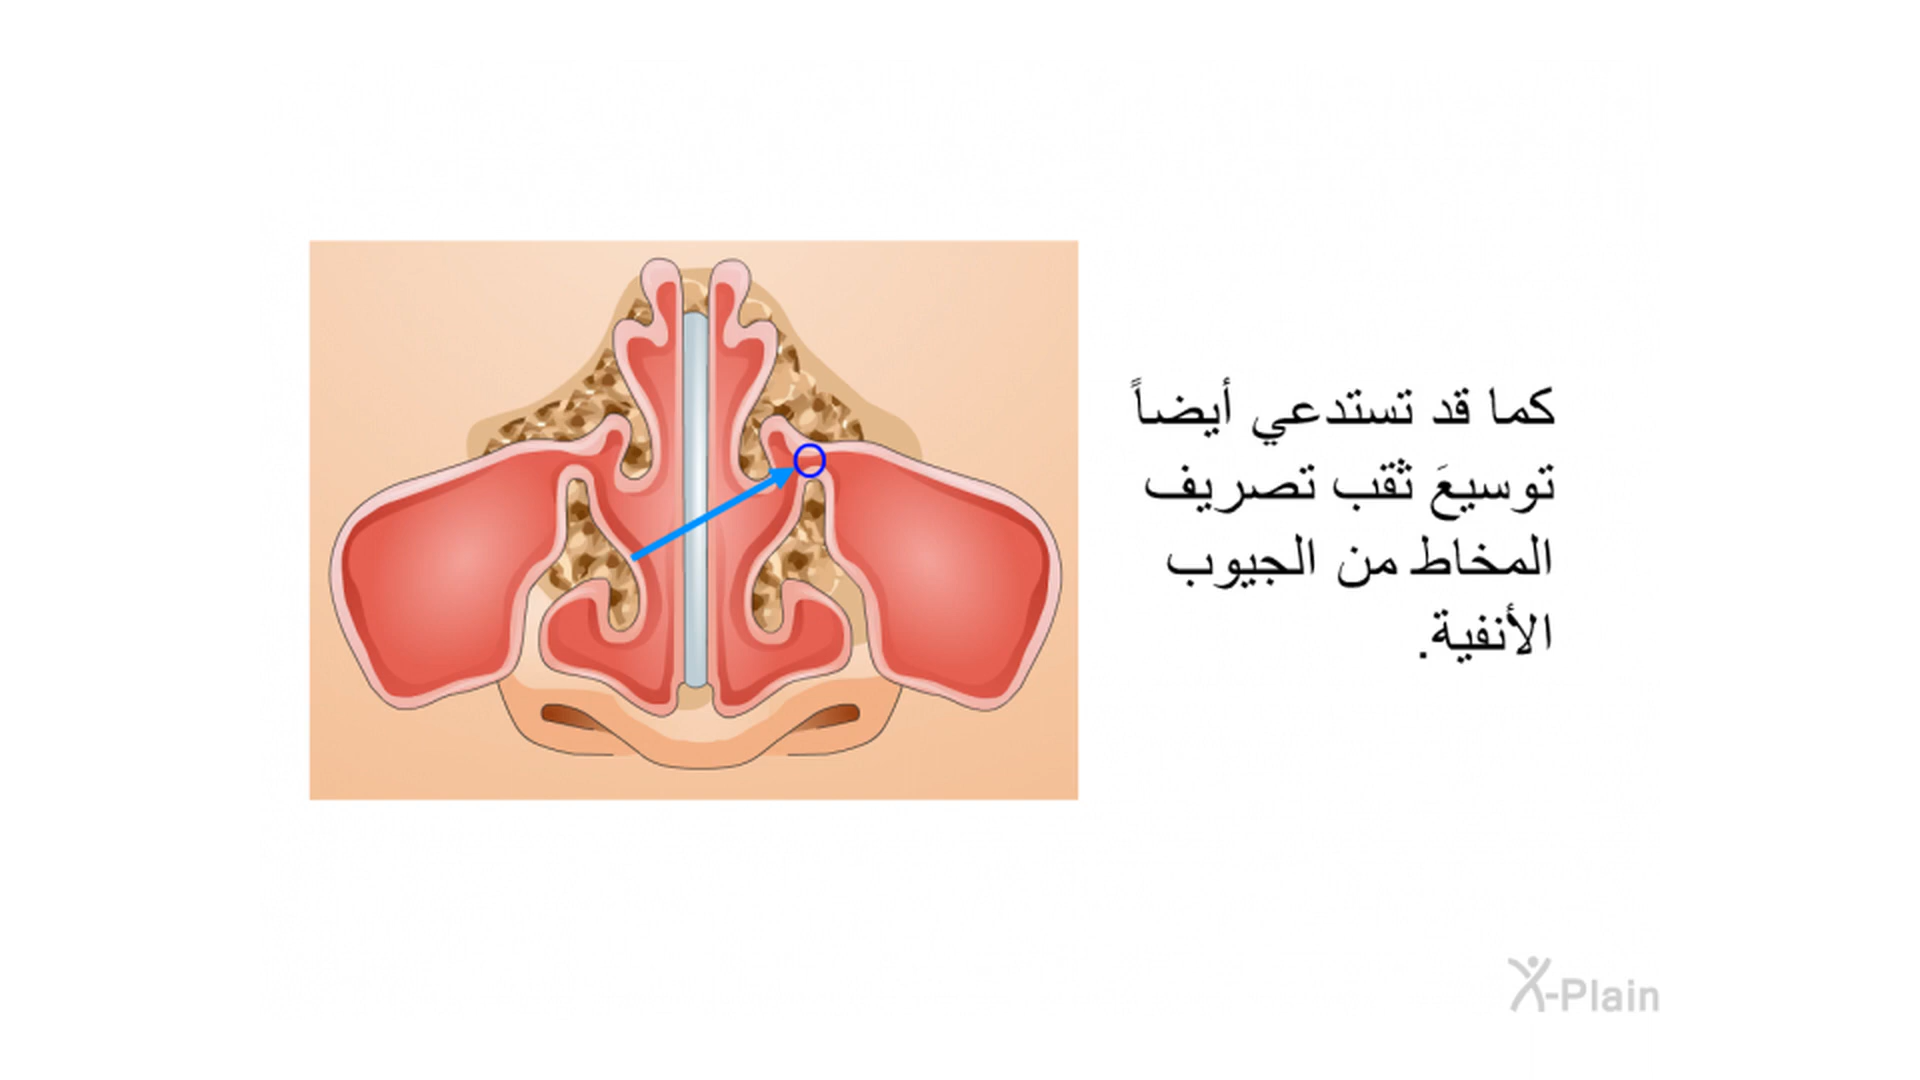 كما قد تستدعي أيضاً
توسيعَ ثقب تصريف
المخاط من الجيوب
الأنفية.
X-Plain